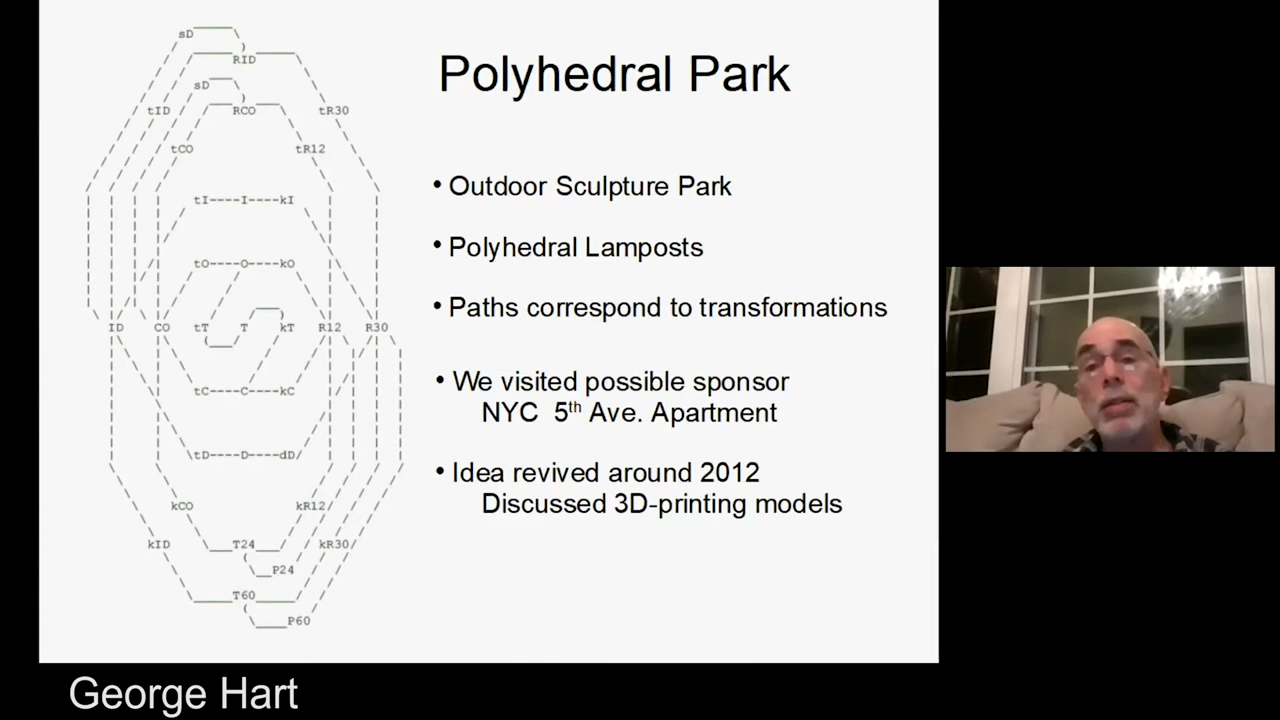 Polyhedral Park
• Outdoor Sculpture Park
• Polyhedral Lamposts
• Paths correspond to transformations
• We visited possible sponsor
NYC 5th Ave. Apartment
• Idea revived around 2012
Discussed 3D-printing models
sD
RID
sD
tID RCO tR30
tCO tR12
tI----I----kI
tO----O----kO
ID CO tT T kT R12 R30
tC----C----kC
tD----D----dD
kCO kR12
kID T24 kR30
P24
T60
P60
George Hart